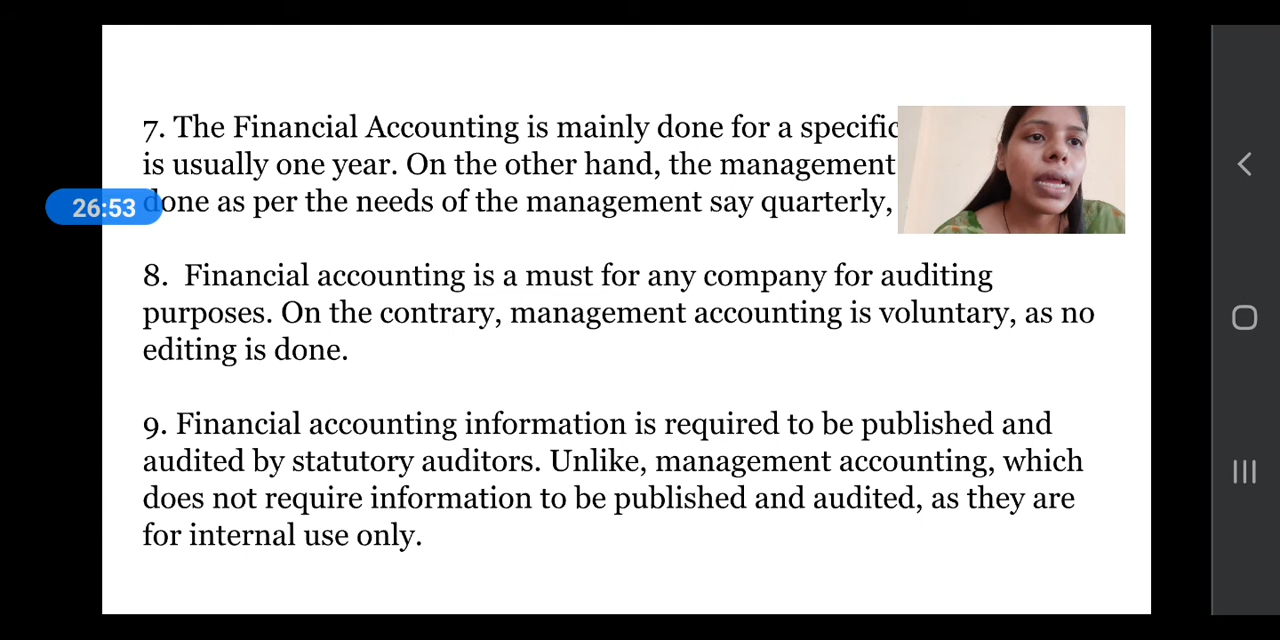 7. The Financial Accounting is mainly done for a specific
is usually one year. On the other hand, the management
done as per the needs of the management say quarterly,
26:53
8. Financial accounting is a must for any company for auditing
purposes. On the contrary, management accounting is voluntary, as no
editing is done.
9. Financial accounting information is required to be published and
audited by statutory auditors. Unlike, management accounting, which
does not require information to be published and audited, as they are
for internal use only.